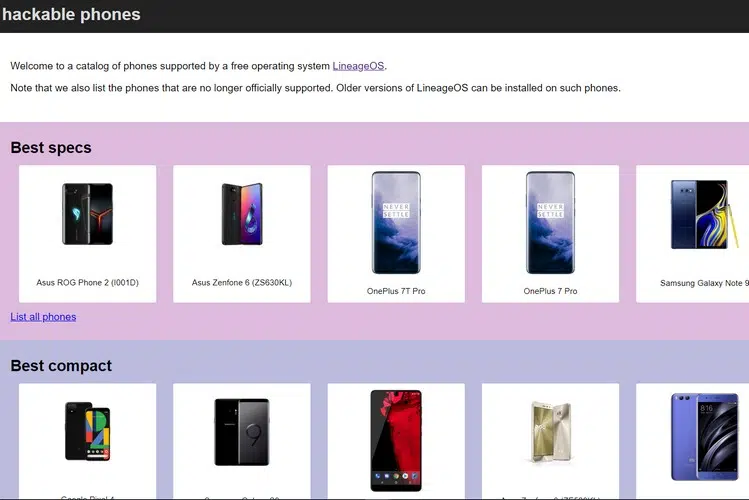 hackable phones
Welcome to a catalog of phones supported by a free operating system LineageOS.
Note that we also list the phones that are no longer officially supported. Older versions of LineageOS can be installed on such phones.
Best specs
NEVER
SETTLE
NEVER
SETTLE
Asus ROG Phone 2 (I001D)
Asus Zenfone 6 (ZS630KL)
OnePlus 7T Pro
OnePlus 7 Pro
Samsung Galaxy Note 9
List all phones
Best compact
9
8:16